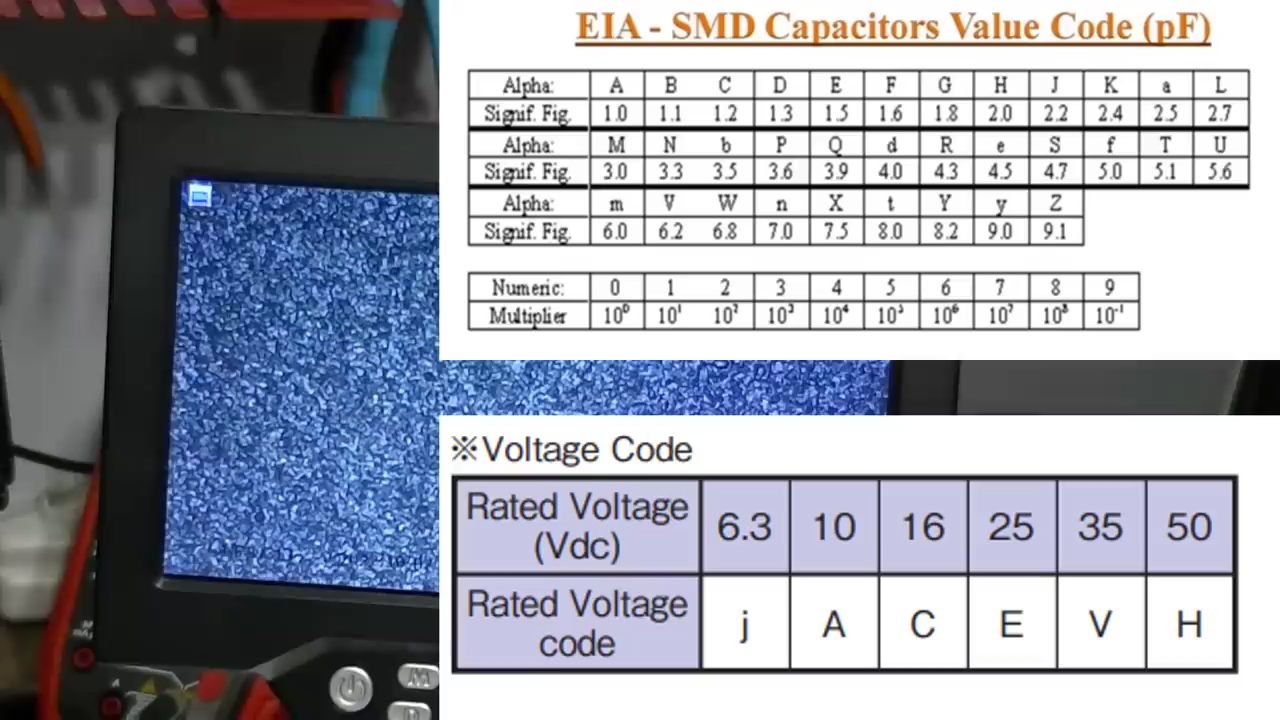 EIA - SMD Capacitors Value Code (pF)
Alpha: A B C D E F G H J K a L
Signif. Fig. 1.0 1.1 1.2 1.3 1.5 1.6 1.8 2.0 2.2 2.4 2.5 2.7
Alpha: M N b P Q d R e S f T U
Signif. Fig. 3.0 3.3 3.5 3.6 3.9 4.0 4.3 4.5 4.7 5.0 5.1 5.6
Alpha: m V W n X t Y y Z
Signif. Fig. 6.0 6.2 6.8 7.0 7.5 8.0 8.2 9.0 9.1
Numeric: 0 1 2 3 4 5 6 7 8 9
Multiplier 10⁰ 10¹ 10² 10³ 10⁴ 10⁵ 10⁶ 10⁷ 10⁸ 10⁻¹
※Voltage Code
Rated Voltage
(Vdc) 6.3 10 16 25 35 50
Rated Voltage
code j A C E V H
M